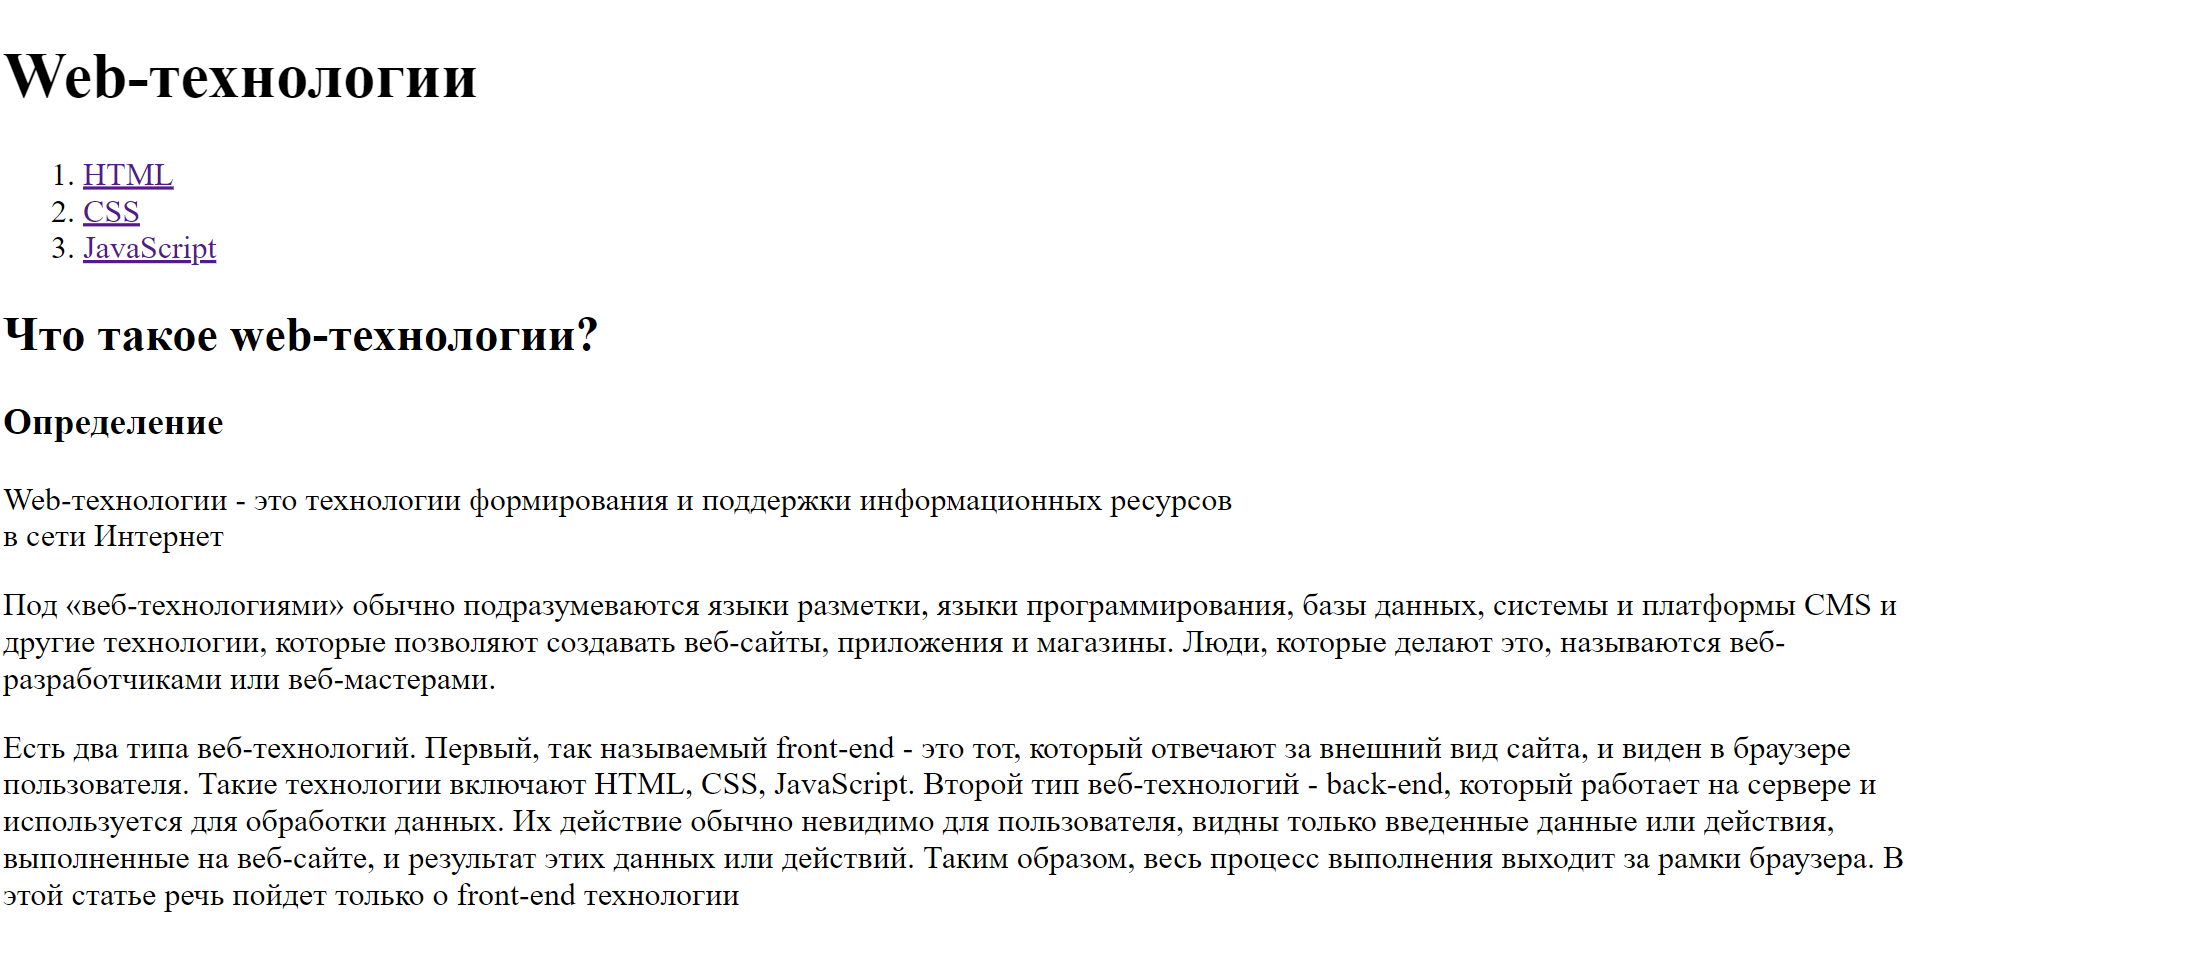 Web-технологии
1. HTML
2. CSS
3. JavaScript
Что такое web-технологии?
Определение
Web-технологии - это технологии формирования и поддержки информационных ресурсов
в сети Интернет
Под «веб-технологиями» обычно подразумеваются языки разметки, языки программирования, базы данных, системы и платформы CMS и
другие технологии, которые позволяют создавать веб-сайты, приложения и магазины. Люди, которые делают это, называются веб-
разработчиками или веб-мастерами.
Есть два типа веб-технологий. Первый, так называемый front-end - это тот, который отвечают за внешний вид сайта, и виден в браузере
пользователя. Такие технологии включают HTML, CSS, JavaScript. Второй тип веб-технологий - back-end, который работает на сервере и
используется для обработки данных. Их действие обычно невидимо для пользователя, видны только введенные данные или действия,
выполненные на веб-сайте, и результат этих данных или действий. Таким образом, весь процесс выполнения выходит за рамки браузера. В
этой статье речь пойдет только о front-end технологии